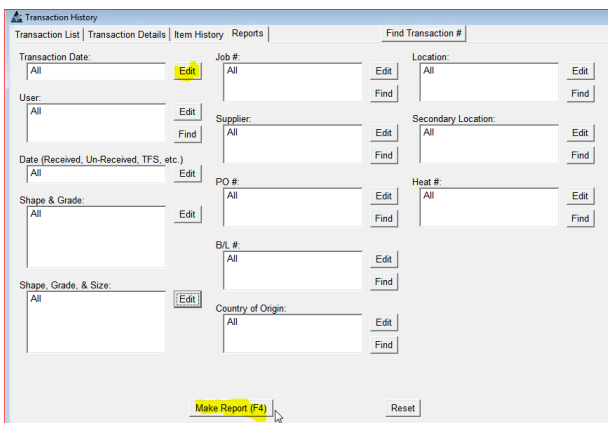 Transaction History
Transaction List Transaction Details Item History Reports Find Transaction #
Transaction Date:
All
Edit
User:
All
Edit
Find
Date (Received, Un-Received, TFS, etc.)
All
Edit
Shape & Grade:
All
Edit
Shape, Grade, & Size:
All
Edit
Job #:
All
Edit
Find
Supplier:
All
Edit
Find
PO #:
All
Edit
Find
B/L #:
All
Edit
Find
Country of Origin:
All
Edit
Find
Location:
All
Edit
Find
Secondary Location:
All
Edit
Find
Heat #:
All
Edit
Find
Make Report (F4)
Reset